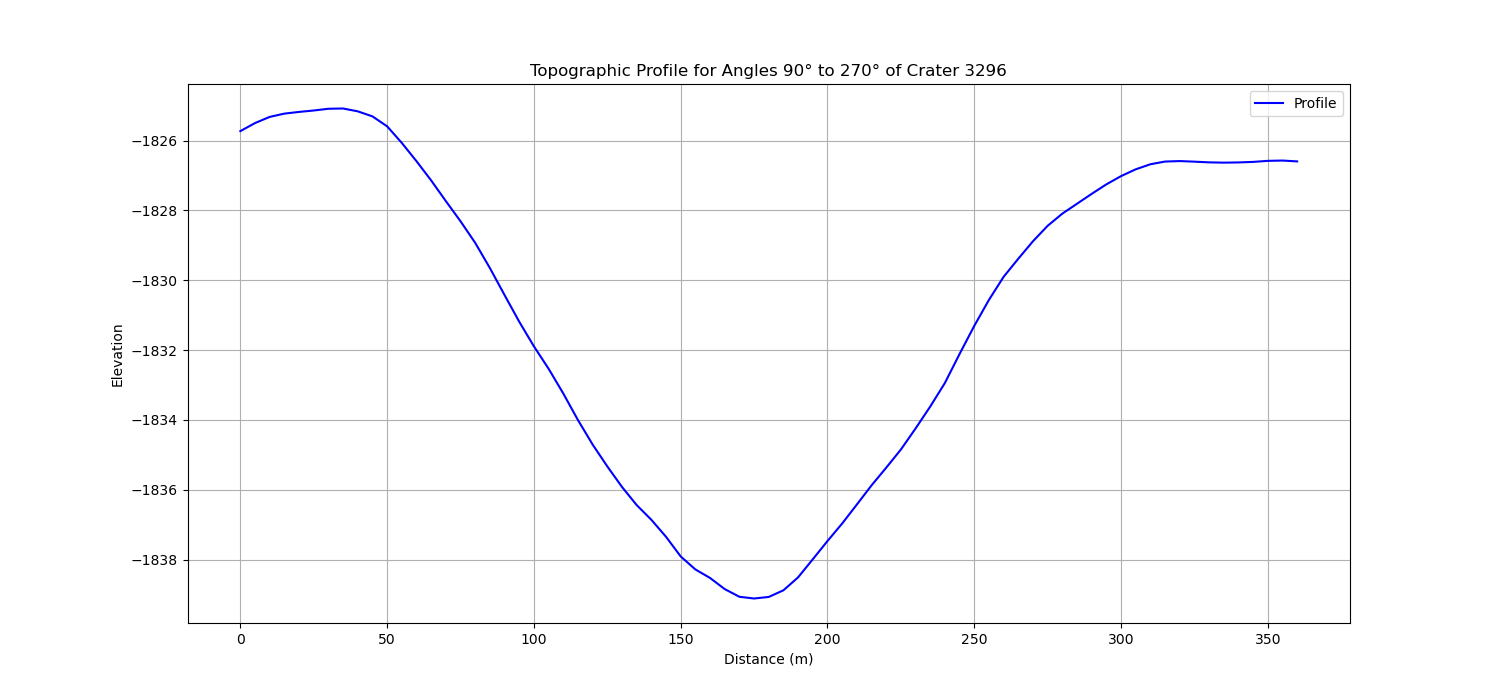 Topographic Profile for Angles 90° to 270° of Crater 3296
Profile
−1826
−1828
−1830
−1832
−1834
−1836
−1838
Elevation
0 50 100 150 200 250 300 350
Distance (m)